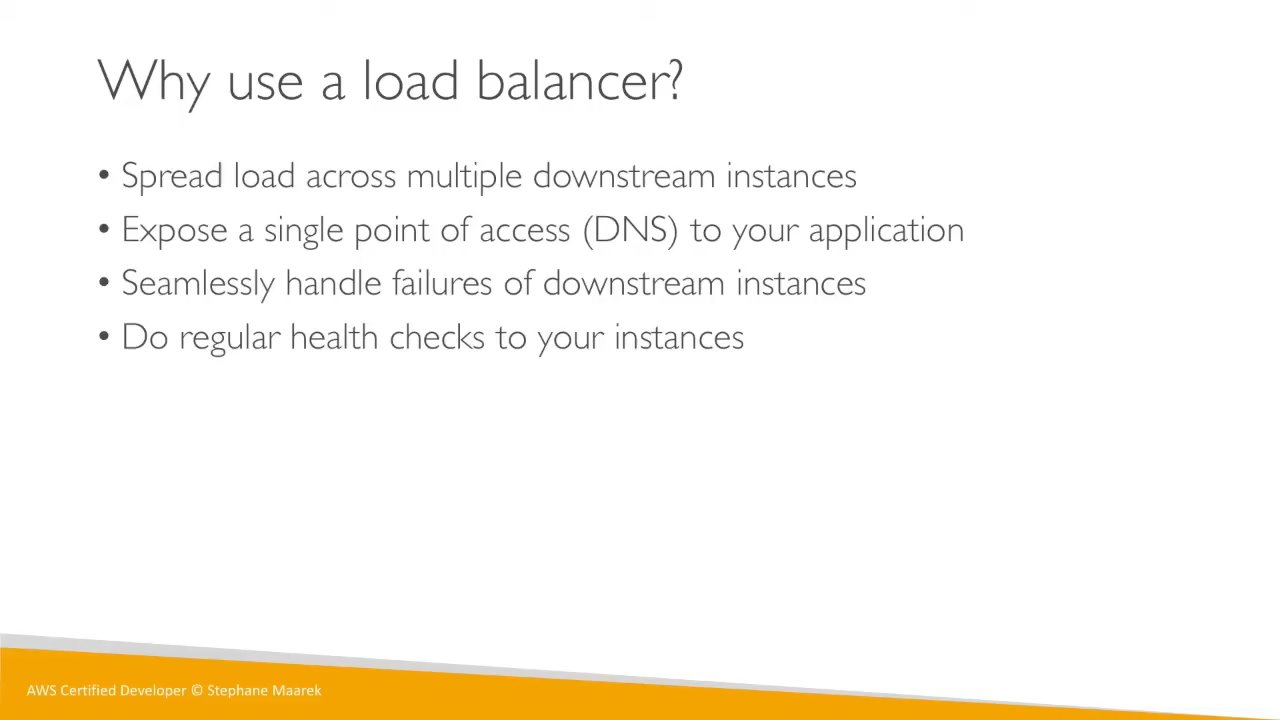 Why use a load balancer?
• Spread load across multiple downstream instances
• Expose a single point of access (DNS) to your application
• Seamlessly handle failures of downstream instances
• Do regular health checks to your instances
AWS Certified Developer © Stephane Maarek